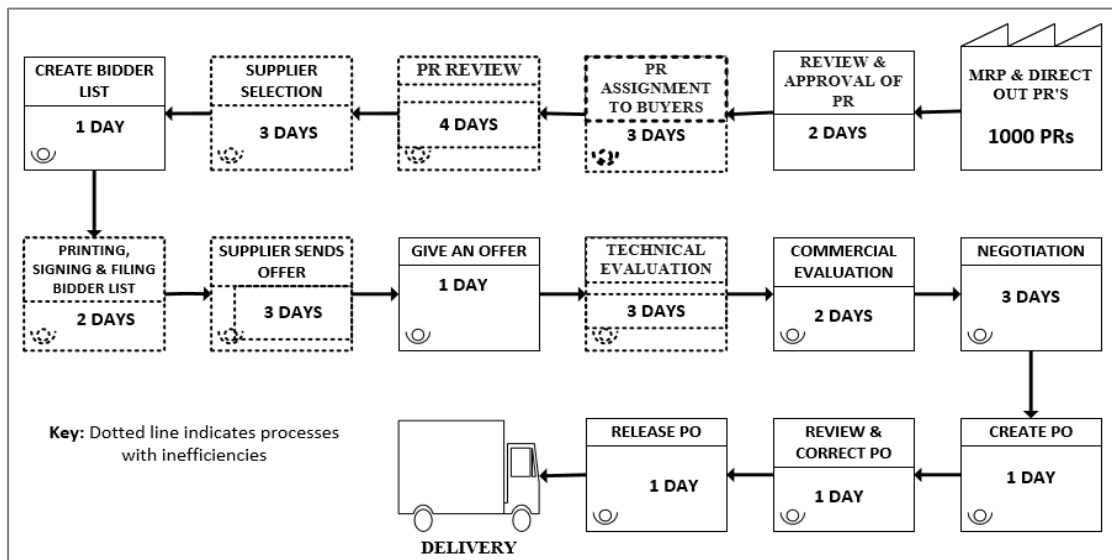 CREATE BIDDER
LIST
1 DAY
SUPPLIER
SELECTION
3 DAYS
PR REVIEW
4 DAYS
PR
ASSIGNMENT
TO BUYERS
3 DAYS
REVIEW &
APPROVAL OF
PR
2 DAYS
MRP & DIRECT
OUT PR'S
1000 PRs
PRINTING,
SIGNING & FILING
BIDDER LIST
2 DAYS
SUPPLIER SENDS
OFFER
3 DAYS
GIVE AN OFFER
1 DAY
TECHNICAL
EVALUATION
3 DAYS
COMMERCIAL
EVALUATION
2 DAYS
NEGOTIATION
3 DAYS
Key: Dotted line indicates processes
with inefficiencies
DELIVERY
RELEASE PO
1 DAY
REVIEW &
CORRECT PO
1 DAY
CREATE PO
1 DAY